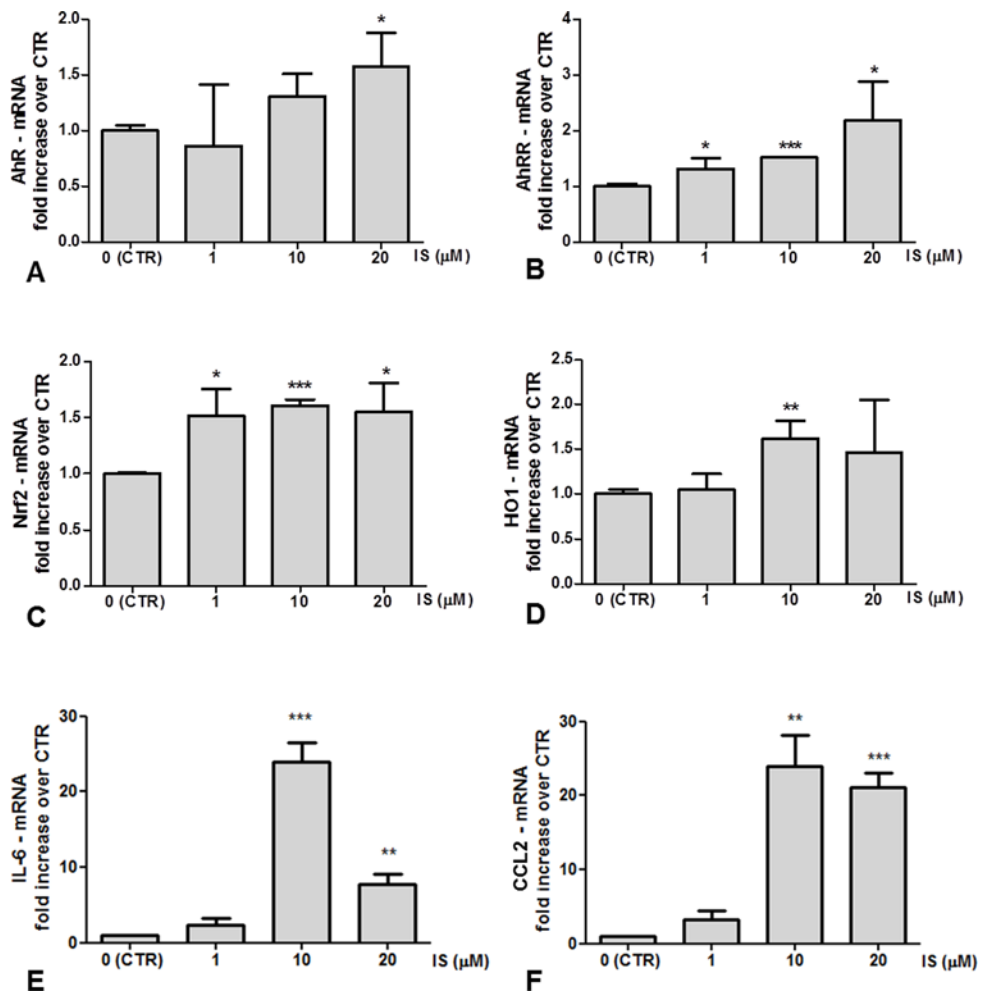 AhR - mRNA
fold increase over CTR
2.0
1.5
1.0
0.5
0.0
*
0 (CTR) 1 10 20 IS (μM)
A
AhRR - mRNA
fold increase over CTR
4
3
2
1
0
*
***
*
0 (CTR) 1 10 20 IS (μM)
B
Nrf2 - mRNA
fold increase over CTR
2.0
1.5
1.0
0.5
0.0
*
***
*
0 (CTR) 1 10 20 IS (μM)
C
HO1 - mRNA
fold increase over CTR
2.5
2.0
1.5
1.0
0.5
0.0
**
0 (CTR) 1 10 20 IS (μM)
D
IL-6 - mRNA
fold increase over CTR
30
20
10
0
***
**
0 (CTR) 1 10 20 IS (μM)
E
CCL2 - mRNA
fold increase over CTR
30
20
10
0
**
***
0 (CTR) 1 10 20 IS (μM)
F